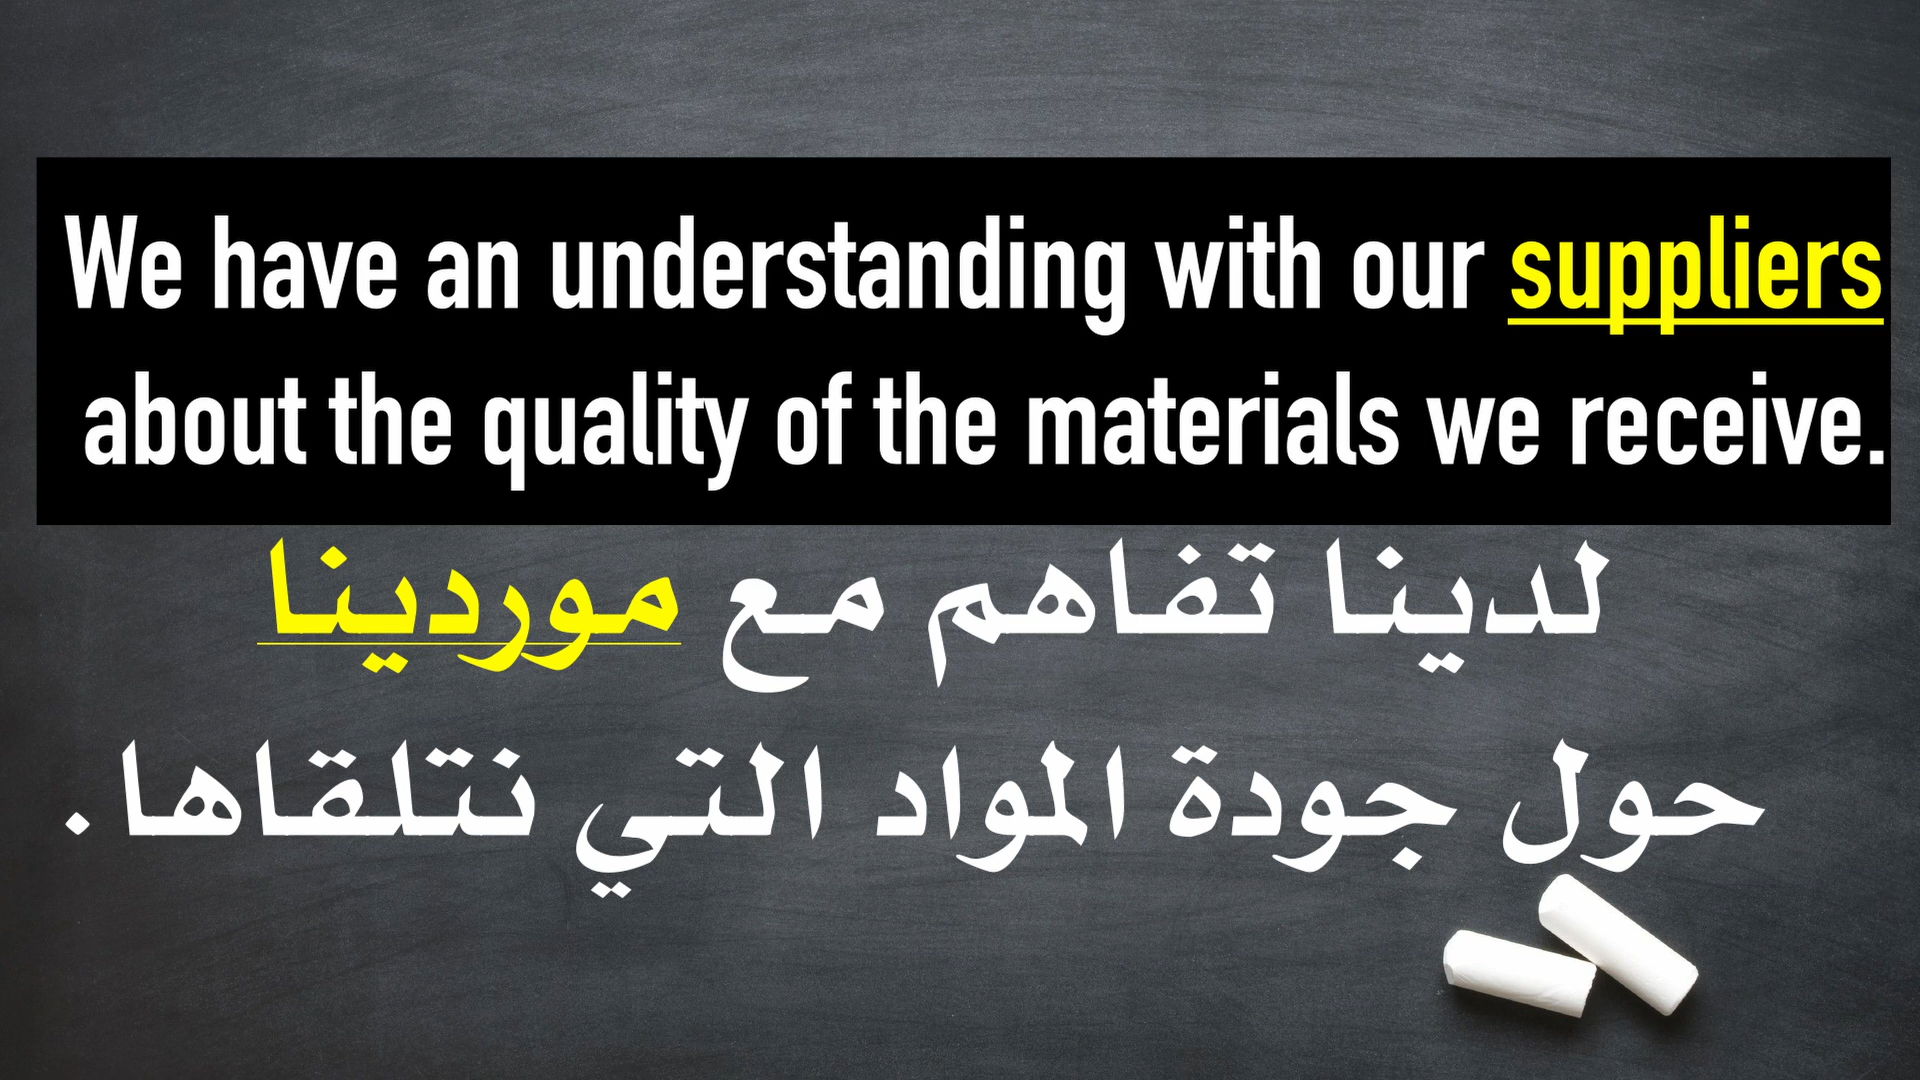 We have an understanding with our suppliers
about the quality of the materials we receive.
لدينا تفاهم مع موردينا
حول جودة المواد التي نتلقاها.